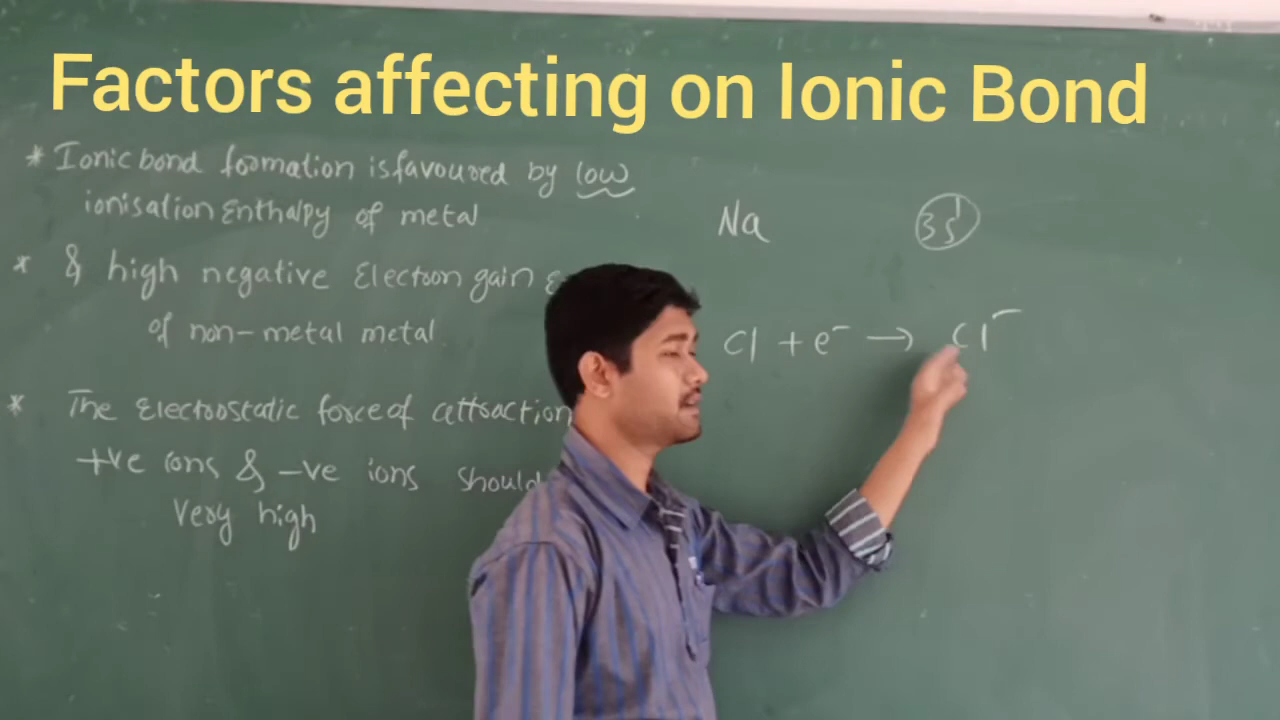 Factors affecting on Ionic Bond
* Ionic bond formation is favoured by low
ionisation Enthalpy of metal
* & high negative Electron gain
of non-metal metal
* The Electrostatic force of attraction
+ve ions & -ve ions should
very high
Na 3s¹
Cl + e⁻ → Cl⁻